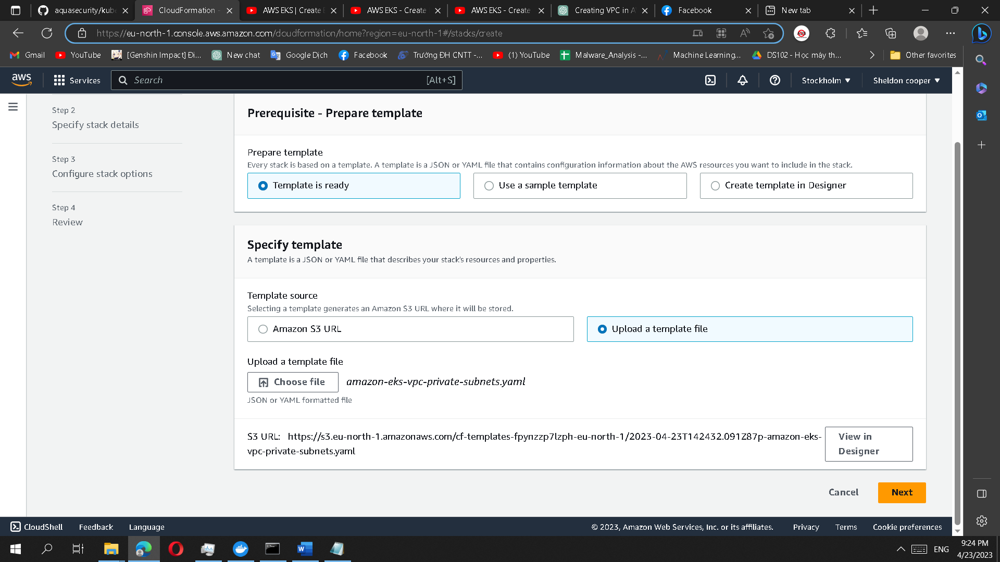 aquasecurity/kube
CloudFormation -
AWS EKS | Create E
AWS EKS - Create
AWS EKS - Create
Creating VPC in A
Facebook
New tab
https://eu-north-1.console.aws.amazon.com/cloudformation/home?region=eu-north-1#/stacks/create
Gmail
YouTube
[Genshin Impact] Đi...
New chat
Google Dịch
Facebook
Trường ĐH CNTT -...
(1) YouTube
Malware_Analysis -...
Machine Learning...
DS102 - Học máy th...
Other favorites
aws
Services
Search
[Alt+S]
Stockholm
Sheldon cooper
Step 2
Specify stack details
Step 3
Configure stack options
Step 4
Review
Prerequisite - Prepare template
Prepare template
Every stack is based on a template. A template is a JSON or YAML file that contains configuration information about the AWS resources you want to include in the stack.
Template is ready
Use a sample template
Create template in Designer
Specify template
A template is a JSON or YAML file that describes your stack's resources and properties.
Template source
Selecting a template generates an Amazon S3 URL where it will be stored.
Amazon S3 URL
Upload a template file
Upload a template file
Choose file
amazon-eks-vpc-private-subnets.yaml
JSON or YAML formatted file
S3 URL: https://s3.eu-north-1.amazonaws.com/cf-templates-fpynzzp7lzph-eu-north-1/2023-04-23T142432.091Z87p-amazon-eks-
vpc-private-subnets.yaml
View in
Designer
Cancel
Next
CloudShell
Feedback
Language
© 2023, Amazon Web Services, Inc. or its affiliates.
Privacy
Terms
Cookie preferences
ENG
9:24 PM
4/23/2023